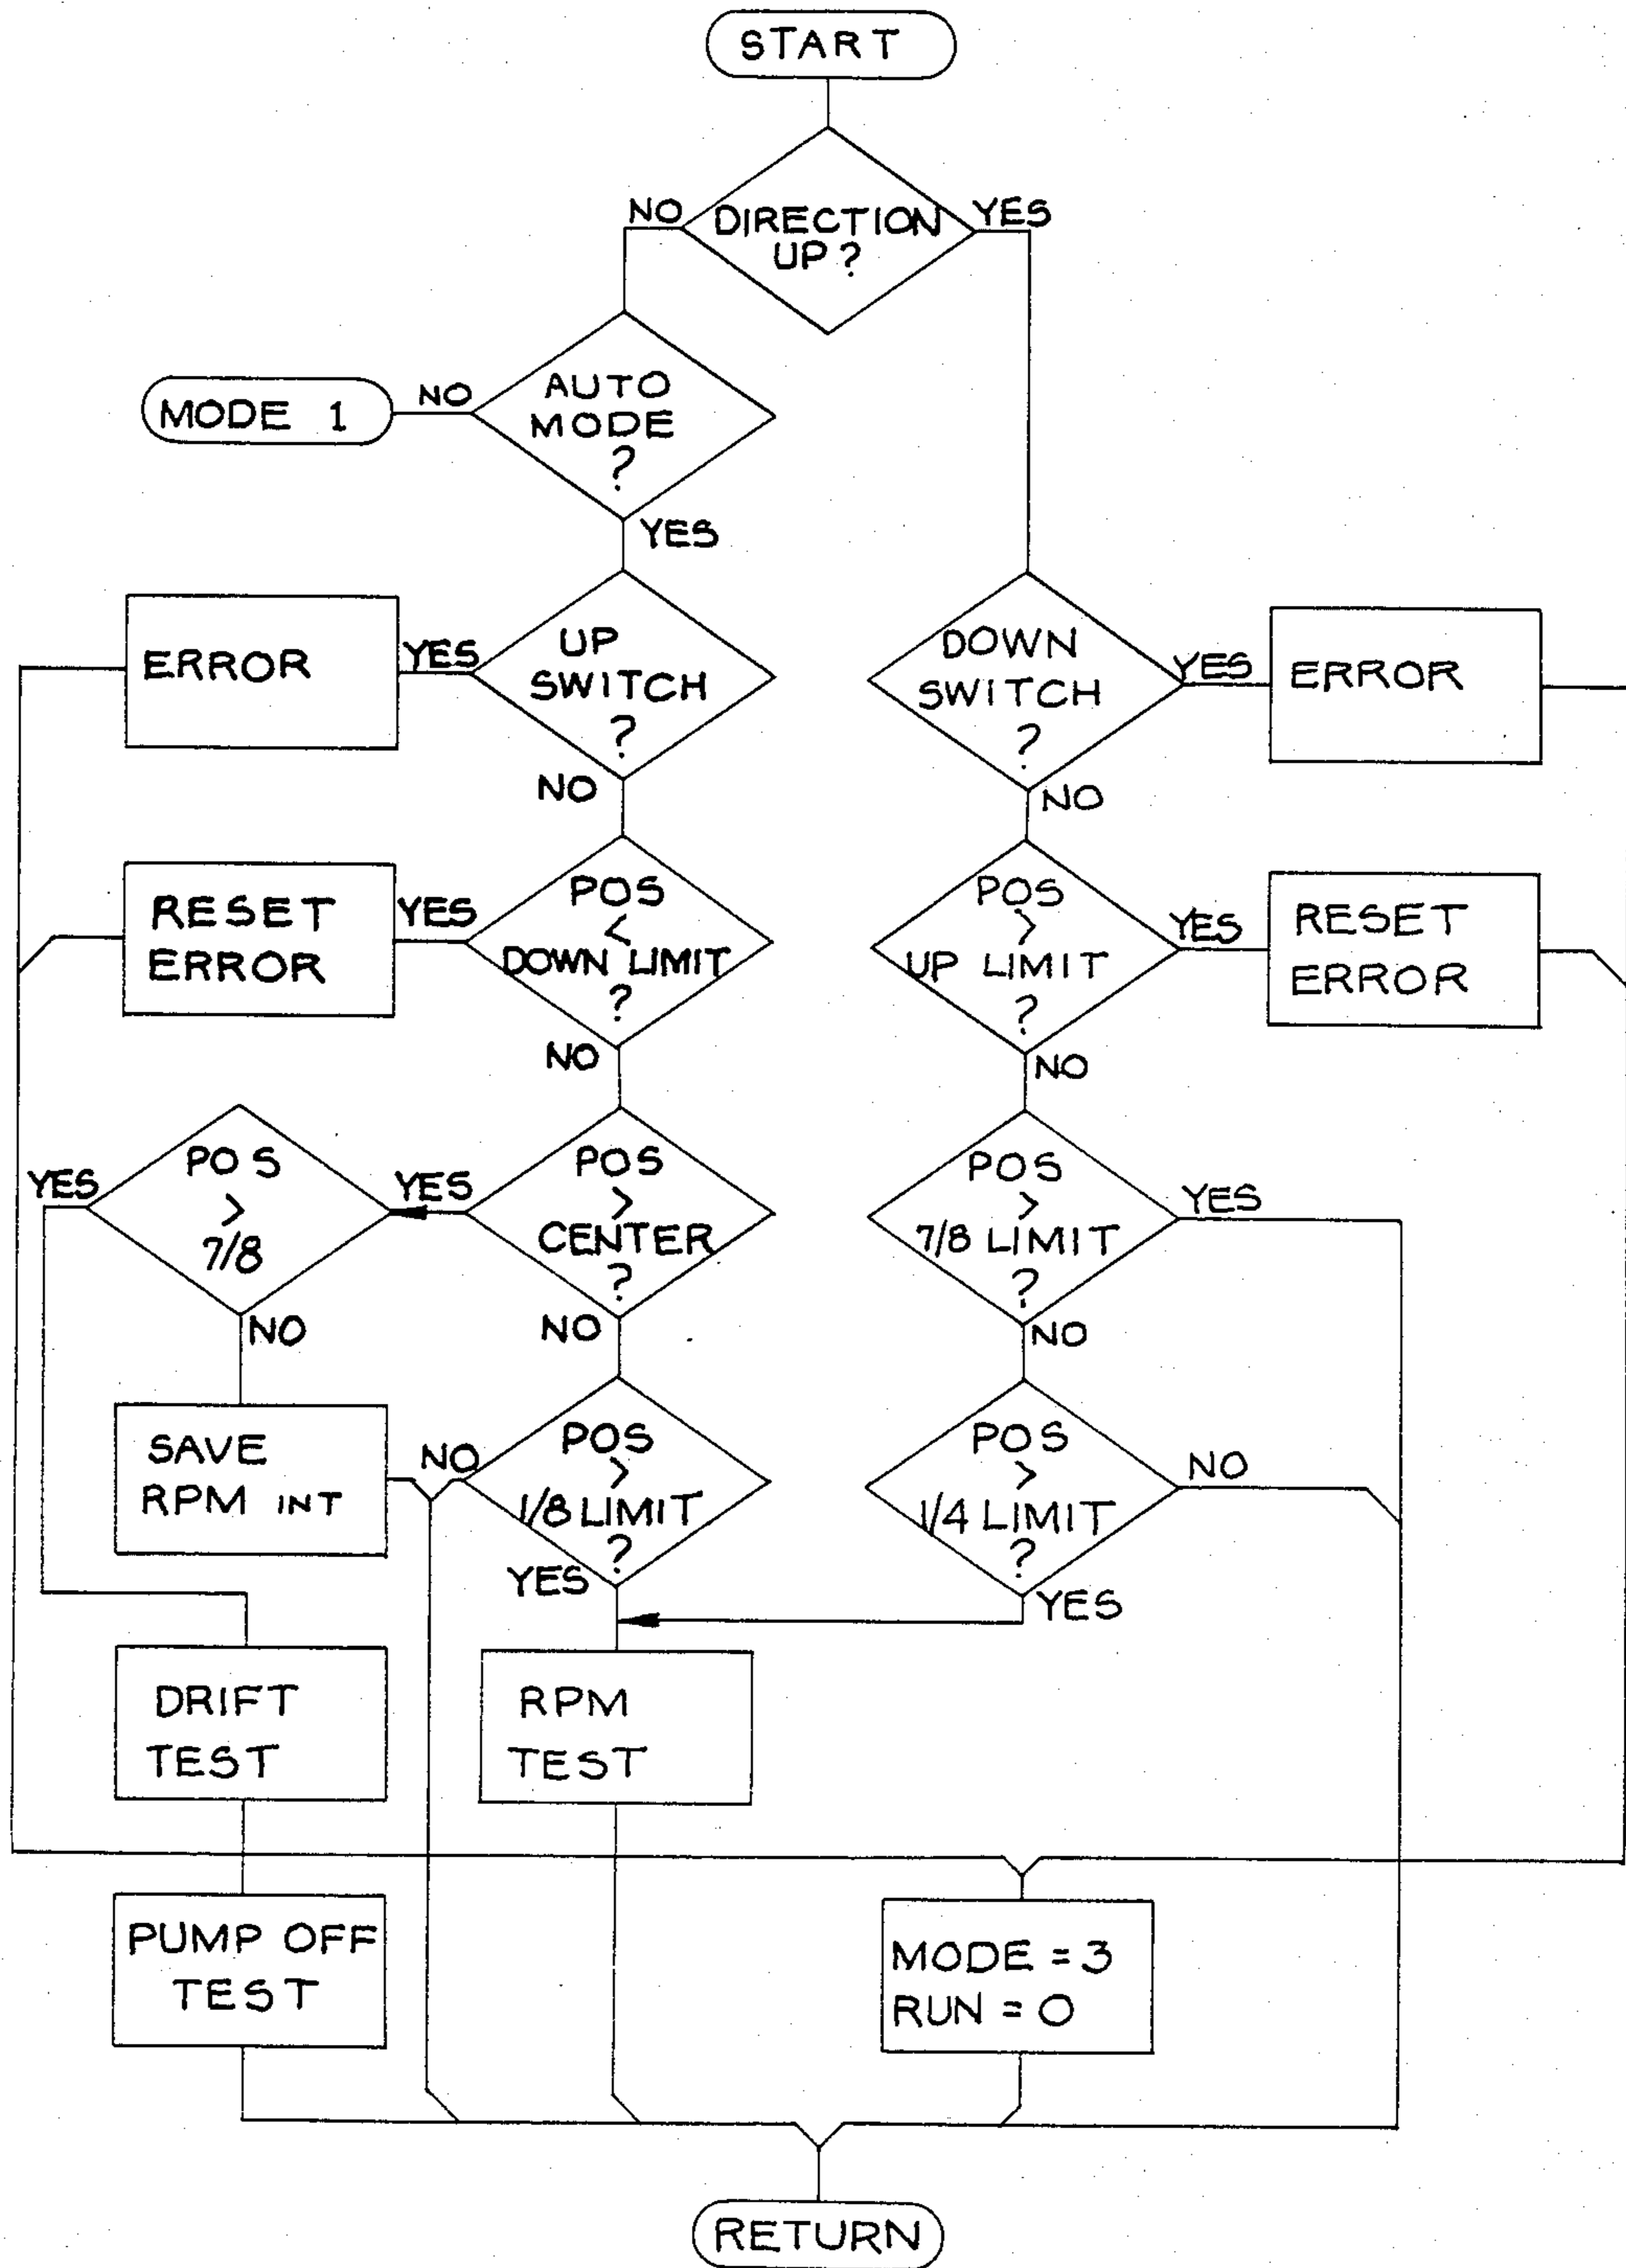 START
NO
DIRECTION
UP?
YES
MODE 1
NO
AUTO
MODE
?
YES
ERROR
YES
UP
SWITCH
?
NO
DOWN
SWITCH
?
YES
ERROR
NO
RESET
ERROR
YES
POS
<
DOWN LIMIT
?
NO
POS
>
UP LIMIT
?
YES
RESET
ERROR
NO
YES
POS
>
7/8
NO
YES
POS
>
CENTER
?
NO
POS
>
7/8 LIMIT
?
YES
NO
SAVE
RPM INT
NO
POS
>
1/8 LIMIT
?
YES
POS
>
1/4 LIMIT
?
NO
YES
DRIFT
TEST
RPM
TEST
PUMP OFF
TEST
MODE = 3
RUN = 0
RETURN